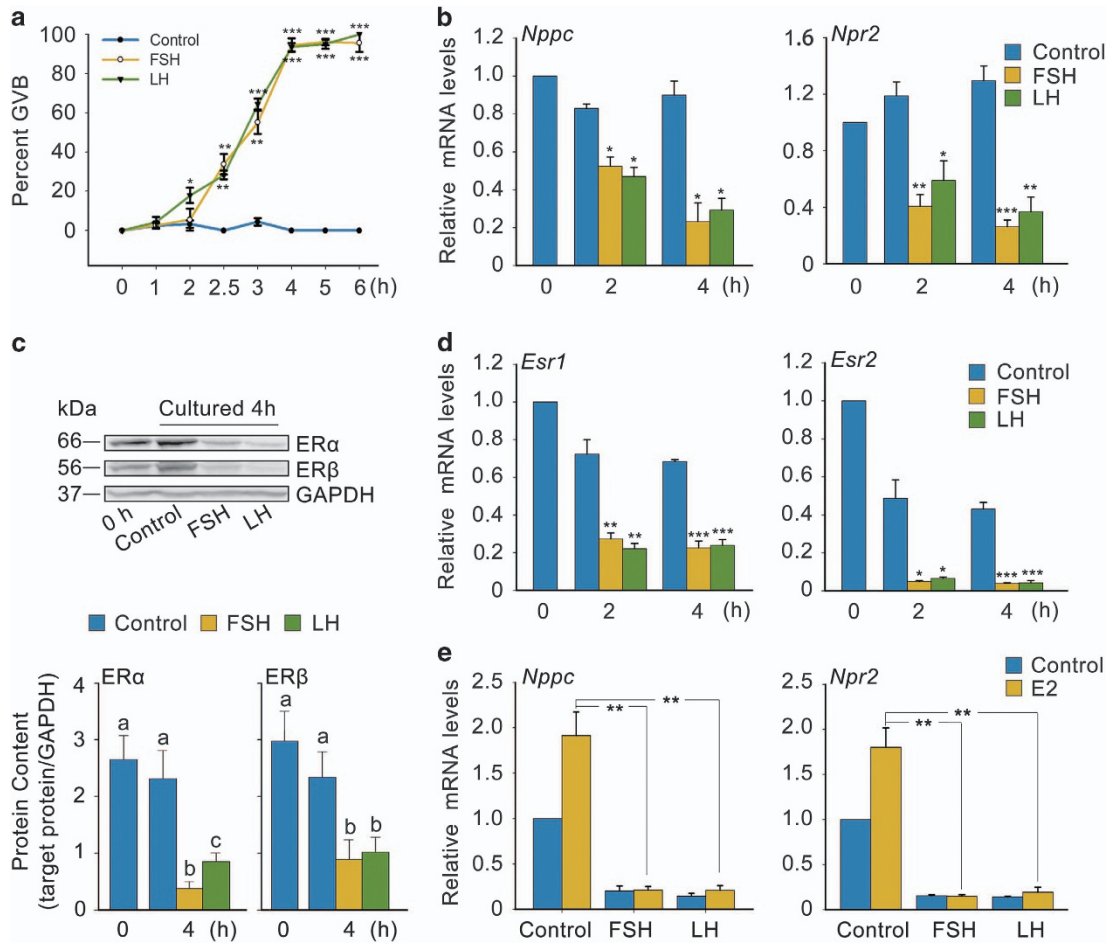 a
Percent GVB
100
80
60
40
20
0
Control
FSH
LH
*
**
**
***
**
***
***
***
***
***
***
0 1 2 2.5 3 4 5 6 (h)
b
Nppc
Relative mRNA levels
1.2
1.0
0.8
0.6
0.4
0.2
0
Control
FSH
LH
* * * *
0 2 4 (h)
Npr2
1.6
1.2
0.8
0.4
0
Control
FSH
LH
** * *** **
0 2 4 (h)
c
kDa Cultured 4h
66 ERα
56 ERβ
37 GAPDH
0 h Control FSH LH
Control FSH LH
Protein Content
(target protein/GAPDH)
ERα
4
3
2
1
0
a a b c
0 4 (h)
ERβ
a a b b
0 4 (h)
d
Esr1
Relative mRNA levels
1.2
1.0
0.8
0.6
0.4
0.2
0
** ** *** ***
0 2 4 (h)
Esr2
1.2
1.0
0.8
0.6
0.4
0.2
0
Control
FSH
LH
* * *** ***
0 2 4 (h)
e
Nppc
Relative mRNA levels
2.5
2.0
1.5
1.0
0.5
0
** **
Control FSH LH
Npr2
2.5
2.0
1.5
1.0
0.5
0
Control
E2
** **
Control FSH LH